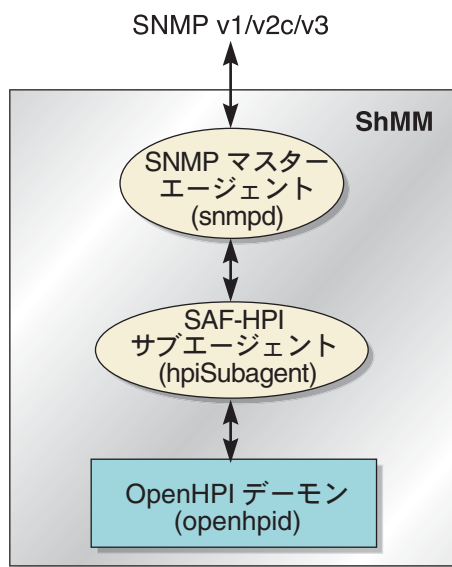 SNMP v1/v2c/v3
ShMM
SNMP マスター
エージェント
(snmpd)
SAF-HPI
サブエージェント
(hpiSubagent)
OpenHPI デーモン
(openhpid)